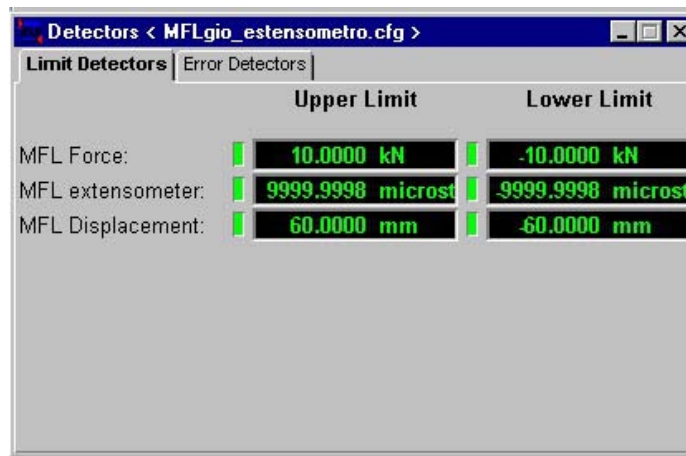 Detectors < MFLgio_estensometro.cfg >
Limit Detectors Error Detectors
Upper Limit Lower Limit
MFL Force: 10.0000 kN -10.0000 kN
MFL extensometer: 9999.9998 microst -9999.9998 microst
MFL Displacement: 60.0000 mm -60.0000 mm